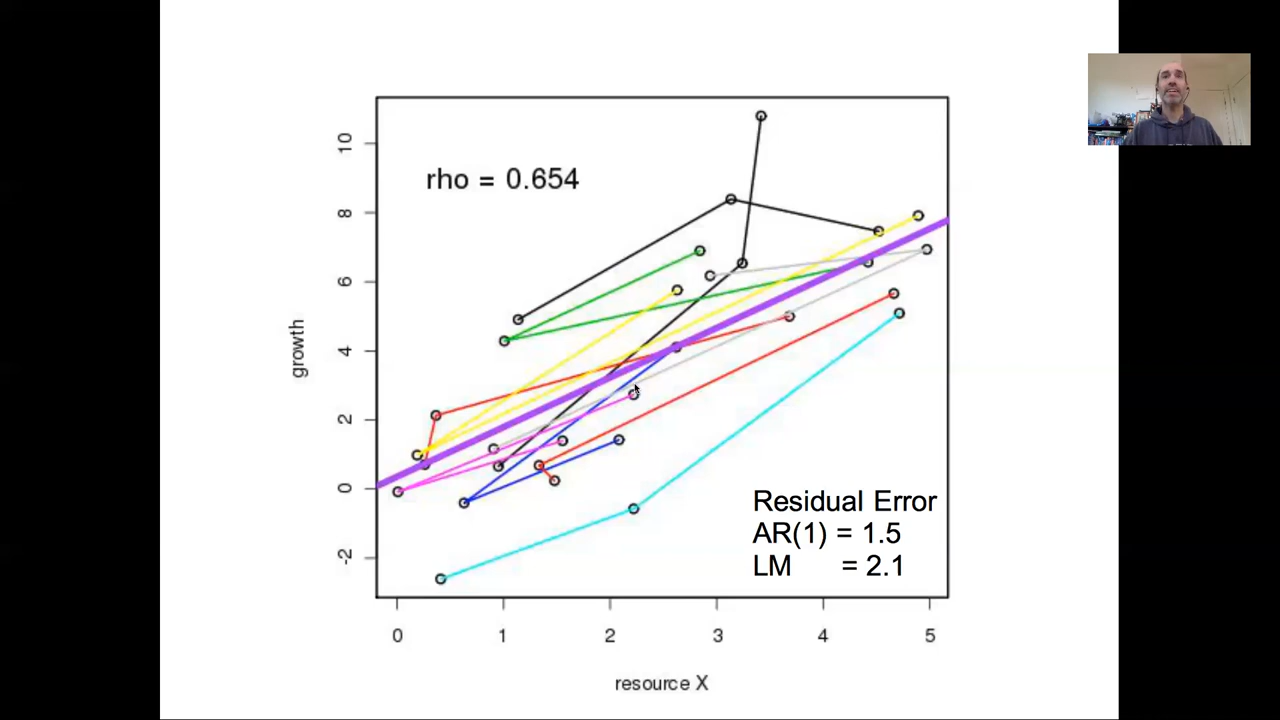 rho = 0.654
10
8
6
4
2
0
-2
growth
Residual Error
AR(1) = 1.5
LM = 2.1
0 1 2 3 4 5
resource X